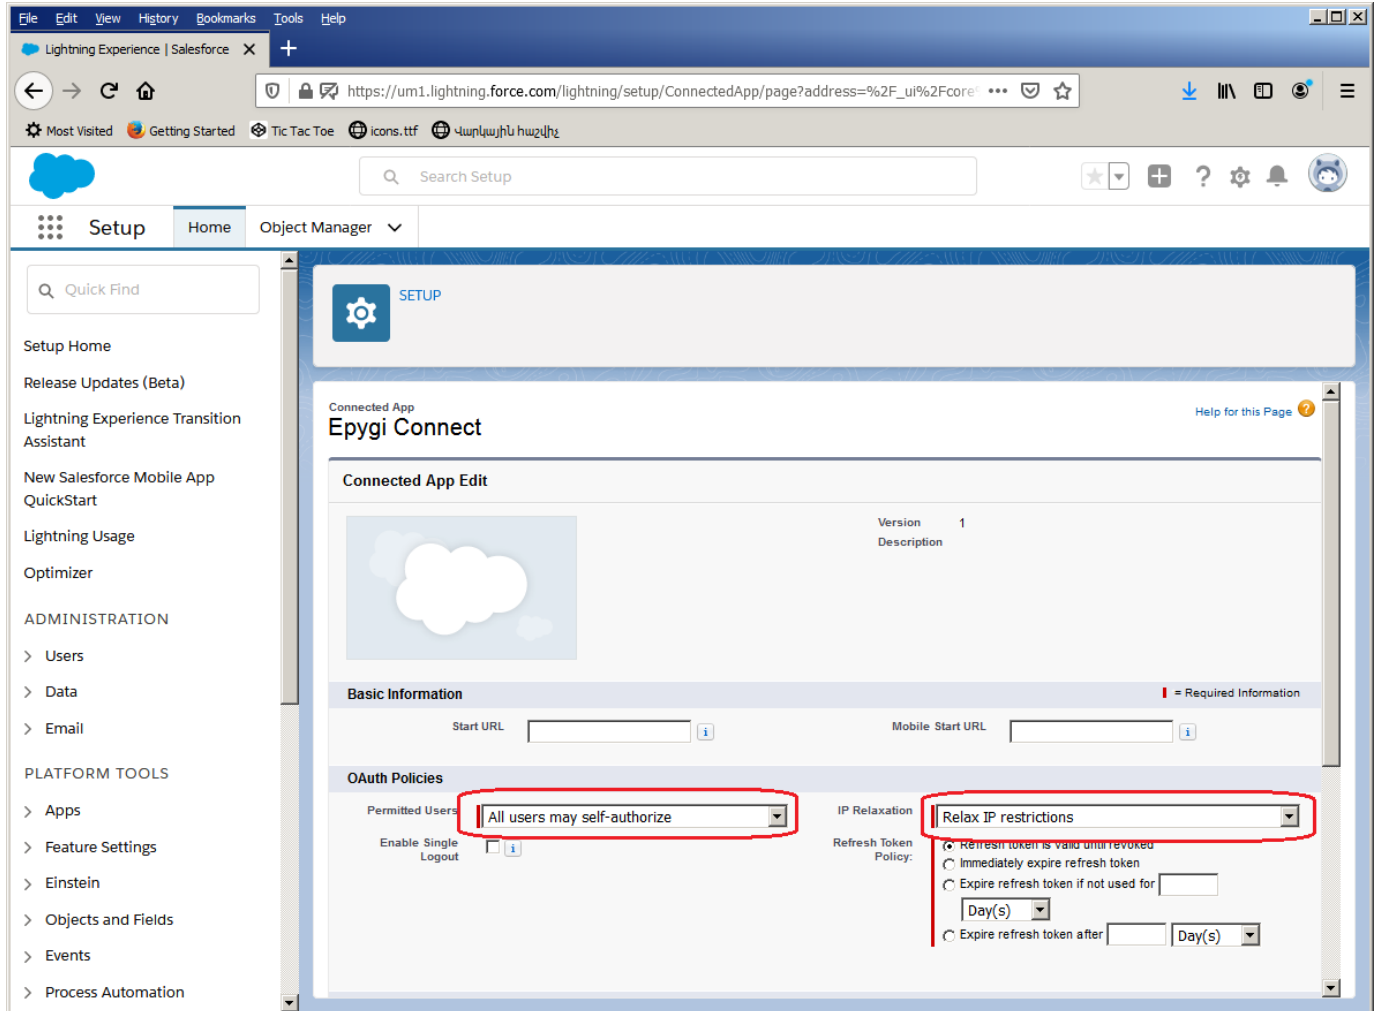 File Edit View History Bookmarks Tools Help
Lightning Experience | Salesforce
https://um1.lightning.force.com/lightning/setup/ConnectedApp/page?address=%2F_ui%2Fcore
Most Visited Getting Started Tic Tac Toe icons.ttf Վարկային հաշվիչ
Search Setup
Setup Home Object Manager
Quick Find
Setup Home
Release Updates (Beta)
Lightning Experience Transition
Assistant
New Salesforce Mobile App
QuickStart
Lightning Usage
Optimizer
ADMINISTRATION
Users
Data
Email
PLATFORM TOOLS
Apps
Feature Settings
Einstein
Objects and Fields
Events
Process Automation
SETUP
Connected App
Epygi Connect
Help for this Page
Connected App Edit
Version 1
Description
Basic Information
= Required Information
Start URL
Mobile Start URL
OAuth Policies
Permitted Users All users may self-authorize
IP Relaxation Relax IP restrictions
Enable Single
Logout
Refresh Token
Policy:
Refresh token is valid until revoked
Immediately expire refresh token
Expire refresh token if not used for
Day(s)
Expire refresh token after Day(s)